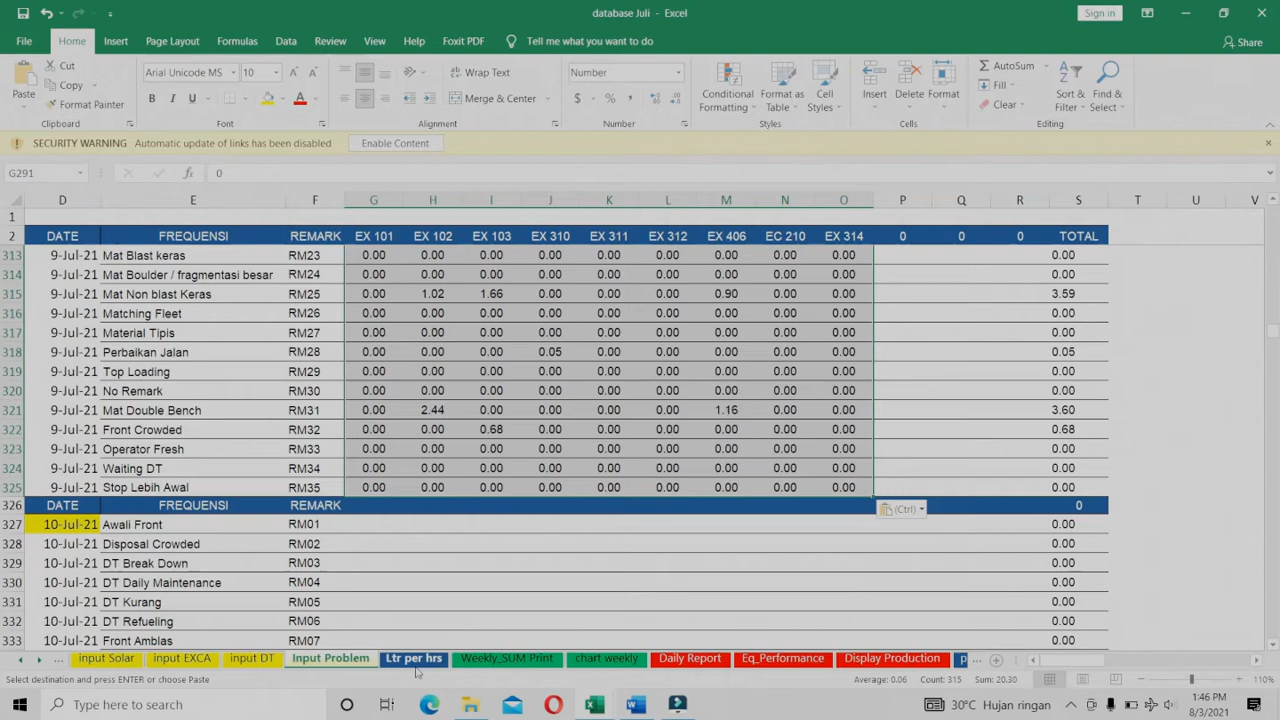 database Juli - Excel
Sign in
File Home Insert Page Layout Formulas Data Review View Help Foxit PDF Tell me what you want to do Share
Paste Cut Copy Format Painter Clipboard
Arial Unicode MS 10 B I U A Font
Wrap Text Merge & Center Alignment
Number $ % Number
Conditional Formatting Format as Table Cell Styles Styles
Insert Delete Format Cells
AutoSum Fill Clear Sort & Filter Find & Select Editing
SECURITY WARNING Automatic update of links has been disabled Enable Content
G291 fx 0
D E F G H I J K L M N O P Q R S T U V
1
2 DATE FREQUENSI REMARK EX 101 EX 102 EX 103 EX 310 EX 311 EX 312 EX 406 EC 210 EX 314 0 0 0 TOTAL
313 9-Jul-21 Mat Blast keras RM23 0.00 0.00 0.00 0.00 0.00 0.00 0.00 0.00 0.00 0.00
314 9-Jul-21 Mat Boulder / fragmentasi besar RM24 0.00 0.00 0.00 0.00 0.00 0.00 0.00 0.00 0.00 0.00
315 9-Jul-21 Mat Non blast Keras RM25 0.00 1.02 1.66 0.00 0.00 0.00 0.90 0.00 0.00 3.59
316 9-Jul-21 Matching Fleet RM26 0.00 0.00 0.00 0.00 0.00 0.00 0.00 0.00 0.00 0.00
317 9-Jul-21 Material Tipis RM27 0.00 0.00 0.00 0.00 0.00 0.00 0.00 0.00 0.00 0.00
318 9-Jul-21 Perbaikan Jalan RM28 0.00 0.00 0.00 0.05 0.00 0.00 0.00 0.00 0.00 0.05
319 9-Jul-21 Top Loading RM29 0.00 0.00 0.00 0.00 0.00 0.00 0.00 0.00 0.00 0.00
320 9-Jul-21 No Remark RM30 0.00 0.00 0.00 0.00 0.00 0.00 0.00 0.00 0.00 0.00
321 9-Jul-21 Mat Double Bench RM31 0.00 2.44 0.00 0.00 0.00 0.00 1.16 0.00 0.00 3.60
322 9-Jul-21 Front Crowded RM32 0.00 0.00 0.68 0.00 0.00 0.00 0.00 0.00 0.00 0.68
323 9-Jul-21 Operator Fresh RM33 0.00 0.00 0.00 0.00 0.00 0.00 0.00 0.00 0.00 0.00
324 9-Jul-21 Waiting DT RM34 0.00 0.00 0.00 0.00 0.00 0.00 0.00 0.00 0.00 0.00
325 9-Jul-21 Stop Lebih Awal RM35 0.00 0.00 0.00 0.00 0.00 0.00 0.00 0.00 0.00 0.00
326 DATE FREQUENSI REMARK 0
(Ctrl)
327 10-Jul-21 Awali Front RM01 0.00
328 10-Jul-21 Disposal Crowded RM02 0.00
329 10-Jul-21 DT Break Down RM03 0.00
330 10-Jul-21 DT Daily Maintenance RM04 0.00
331 10-Jul-21 DT Kurang RM05 0.00
332 10-Jul-21 DT Refueling RM06 0.00
333 10-Jul-21 Front Amblas RM07 0.00
... input Solar input EXCA input DT Input Problem Ltr per hrs Weekly_SUM Print chart weekly Daily Report Eq_Performance Display Production p ...
Select destination and press ENTER or choose Paste Average: 0.06 Count: 315 Sum: 20.30 110%
Type here to search 30°C Hujan ringan 1:46 PM
8/3/2021